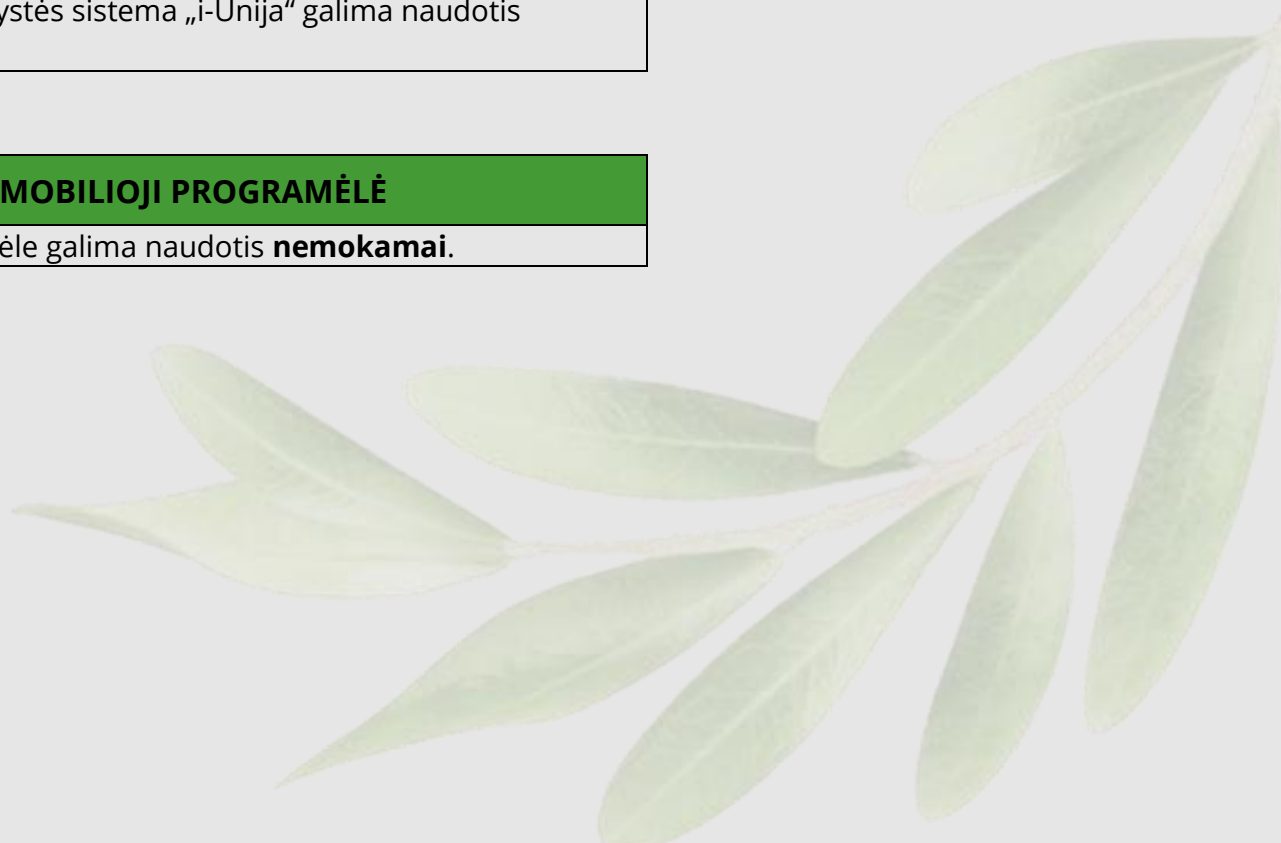 ystės sistema „i-Unija“ galima naudotis
MOBILIOJI PROGRAMĖLĖ
ėle galima naudotis nemokamai.